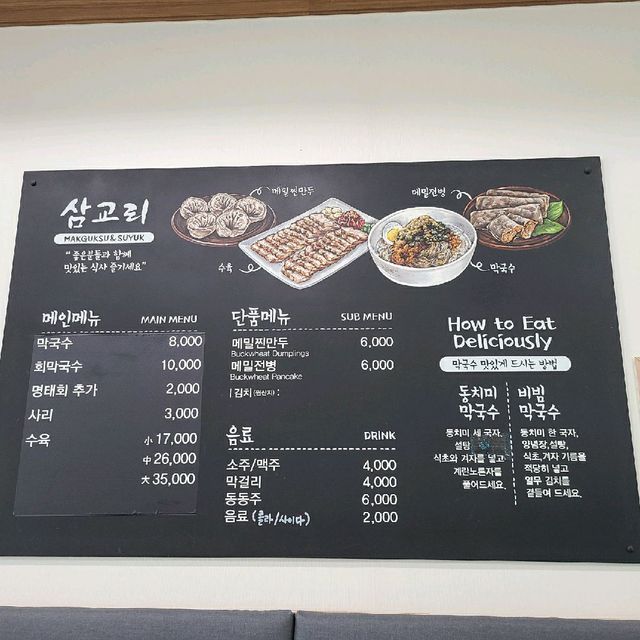 삼교리
MAKGUKSU & SUYUK
"좋은분들과 함께
맛있는 식사 즐기세요"
메밀찐만두
수육
메밀전병
막국수
메인메뉴 MAIN MENU
막국수 8,000
회막국수 10,000
명태회 추가 2,000
사리 3,000
수육 小 17,000
中 26,000
大 35,000
단품메뉴 SUB MENU
메밀찐만두 6,000
Buckwheat Dumplings
메밀전병 6,000
Buckwheat Pancake
김치(원산지) :
음료 DRINK
소주/맥주 4,000
막걸리 4,000
동동주 6,000
음료 (콜라/사이다) 2,000
How to Eat
Deliciously
막국수 맛있게 드시는 방법
동치미
막국수
동치미 세 국자,
설탕
식초와 겨자를 넣고
계란노른자를
풀어드세요.
비빔
막국수
동치미 한 국자,
양념장,설탕,
식초,겨자 기름을
적당히 넣고
열무 김치를
곁들여 드세요.